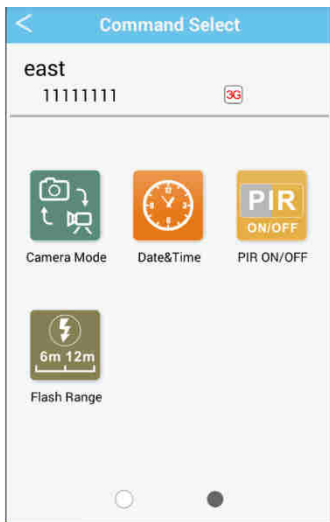 Command Select
east
11111111 3G
PIR
ON/OFF
Camera Mode Date&Time PIR ON/OFF
6m 12m
Flash Range